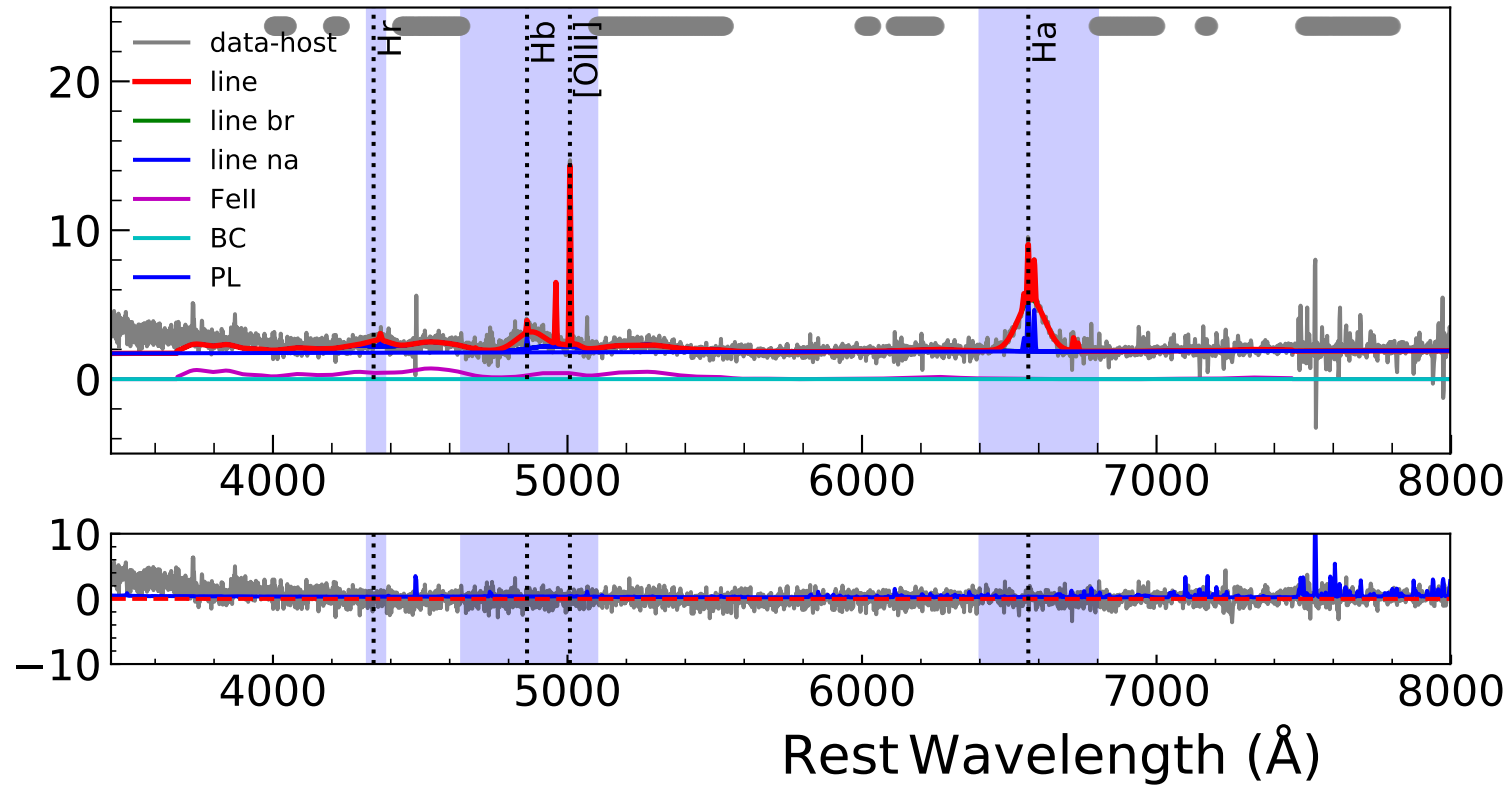 Hr
Hb
[OIII]
Ha
data-host
line
line br
line na
FeII
BC
PL
20
10
0
4000 5000 6000 7000 8000
10
0
−10
4000 5000 6000 7000 8000
Rest Wavelength (Å)